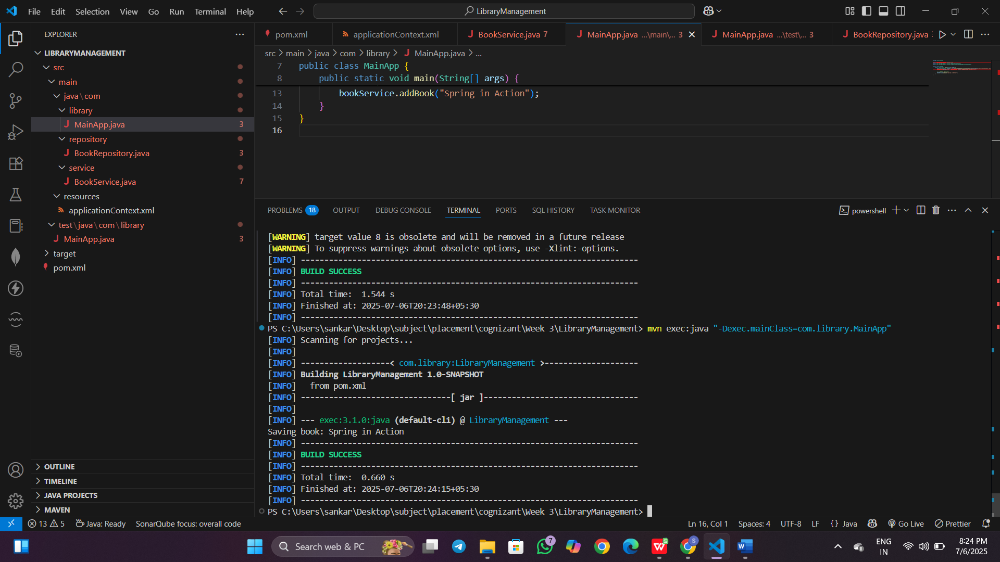 File Edit Selection View Go Run Terminal Help
LibraryManagement
EXPLORER
LIBRARYMANAGEMENT
src
main
java\com
library
MainApp.java 3
repository
BookRepository.java 3
service
BookService.java 7
resources
applicationContext.xml
test\java\com\library
MainApp.java 3
target
pom.xml
OUTLINE
TIMELINE
JAVA PROJECTS
MAVEN
pom.xml
applicationContext.xml
BookService.java 7
MainApp.java ...\main\... 3
MainApp.java ...\test\... 3
BookRepository.java
src > main > java > com > library > MainApp.java > ...
7 public class MainApp {
8 public static void main(String[] args) {
13 bookService.addBook("Spring in Action");
14 }
15 }
16
PROBLEMS 18 OUTPUT DEBUG CONSOLE TERMINAL PORTS SQL HISTORY TASK MONITOR
powershell
[WARNING] target value 8 is obsolete and will be removed in a future release
[WARNING] To suppress warnings about obsolete options, use -Xlint:-options.
[INFO] ------------------------------------------------------------------------
[INFO] BUILD SUCCESS
[INFO] ------------------------------------------------------------------------
[INFO] Total time:  1.544 s
[INFO] Finished at: 2025-07-06T20:23:48+05:30
[INFO] ------------------------------------------------------------------------
PS C:\Users\sankar\Desktop\subject\placement\cognizant\Week 3\LibraryManagement> mvn exec:java "-Dexec.mainClass=com.library.MainApp"
[INFO] Scanning for projects...
[INFO]
[INFO] -------------------< com.library:LibraryManagement >--------------------
[INFO] Building LibraryManagement 1.0-SNAPSHOT
[INFO]   from pom.xml
[INFO] --------------------------------[ jar ]---------------------------------
[INFO]
[INFO] --- exec:3.1.0:java (default-cli) @ LibraryManagement ---
Saving book: Spring in Action
[INFO] ------------------------------------------------------------------------
[INFO] BUILD SUCCESS
[INFO] ------------------------------------------------------------------------
[INFO] Total time:  0.660 s
[INFO] Finished at: 2025-07-06T20:24:15+05:30
[INFO] ------------------------------------------------------------------------
PS C:\Users\sankar\Desktop\subject\placement\cognizant\Week 3\LibraryManagement>
13 5 Java: Ready SonarQube focus: overall code
Ln 16, Col 1 Spaces: 4 UTF-8 LF {} Java Go Live Prettier
Search web & PC
7
S
S
W
W
ENG
IN
8:24 PM
7/6/2025